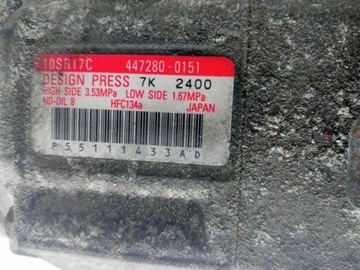 10SR17C 447280-0151
DESIGN PRESS 7K 2400
HIGH-SIDE 3.53MPa LOW SIDE 1.67MPa
ND-OIL 8 HFC134a JAPAN
P55111433AD